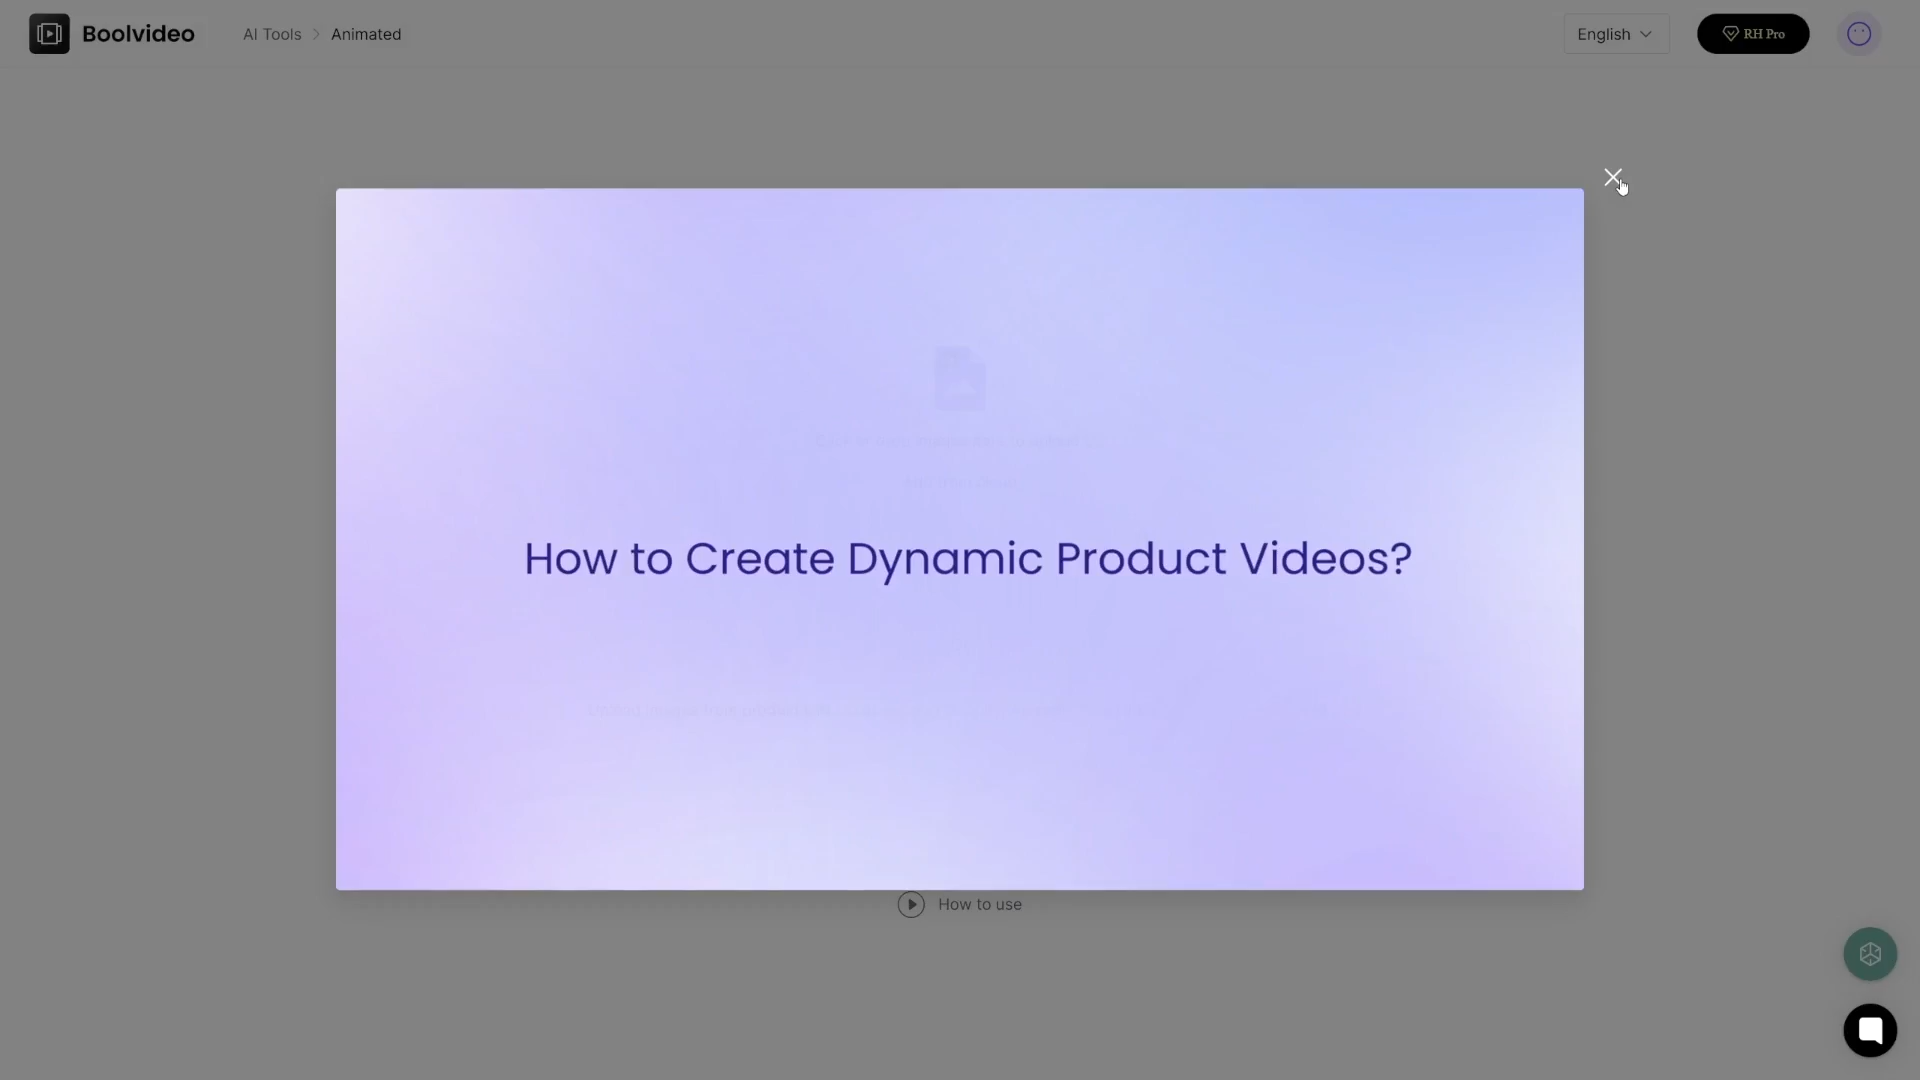 Boolvideo
AI Tools > Animated
English
RH Pro
How to Create Dynamic Product Videos?
How to use